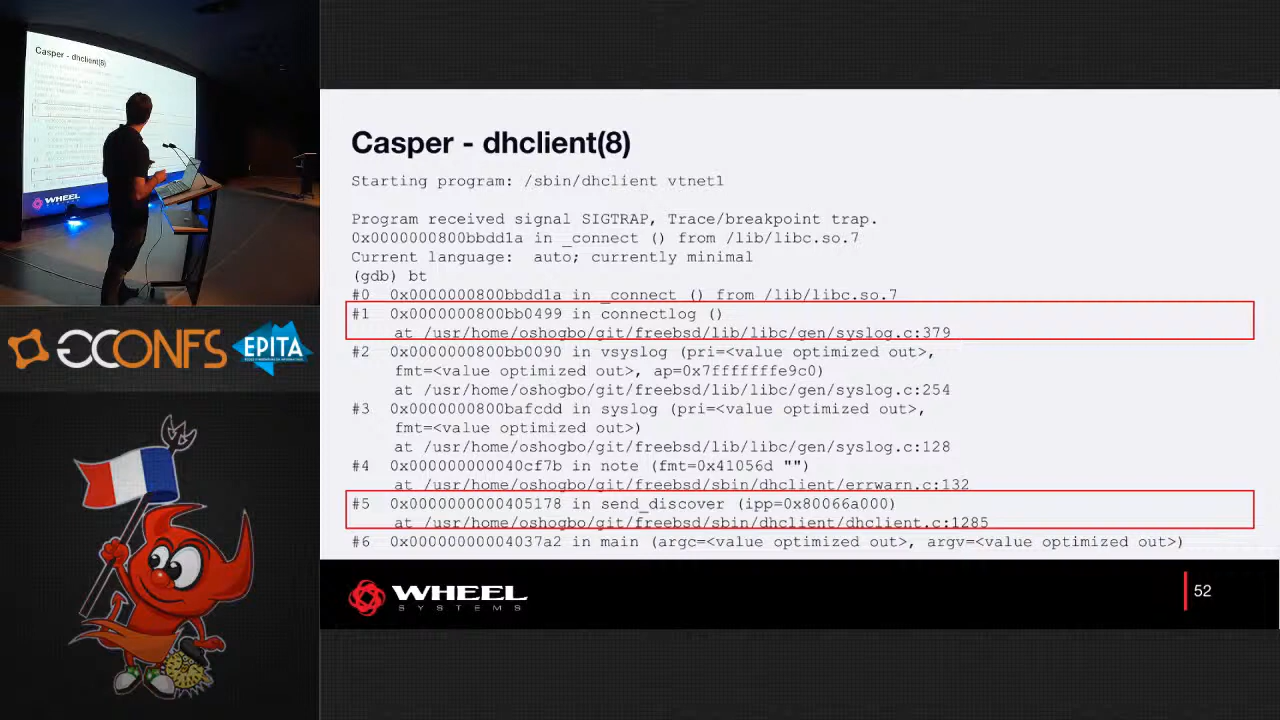 Casper - dhclient(8)
WHEEL
GCONFS
EPITA
Casper - dhclient(8)
Starting program: /sbin/dhclient vtnet1
Program received signal SIGTRAP, Trace/breakpoint trap.
0x0000000800bbdd1a in _connect () from /lib/libc.so.7
Current language:  auto; currently minimal
(gdb) bt
#0  0x0000000800bbdd1a in _connect () from /lib/libc.so.7
#1  0x0000000800bb0499 in connectlog ()
at /usr/home/oshogbo/git/freebsd/lib/libc/gen/syslog.c:379
#2  0x0000000800bb0090 in vsyslog (pri=<value optimized out>,
fmt=<value optimized out>, ap=0x7fffffffe9c0)
at /usr/home/oshogbo/git/freebsd/lib/libc/gen/syslog.c:254
#3  0x0000000800bafcdd in syslog (pri=<value optimized out>,
fmt=<value optimized out>)
at /usr/home/oshogbo/git/freebsd/lib/libc/gen/syslog.c:128
#4  0x000000000040cf7b in note (fmt=0x41056d "")
at /usr/home/oshogbo/git/freebsd/sbin/dhclient/errwarn.c:132
#5  0x0000000000405178 in send_discover (ipp=0x80066a000)
at /usr/home/oshogbo/git/freebsd/sbin/dhclient/dhclient.c:1285
#6  0x00000000004037a2 in main (argc=<value optimized out>, argv=<value optimized out>)
WHEEL
SYSTEMS
52